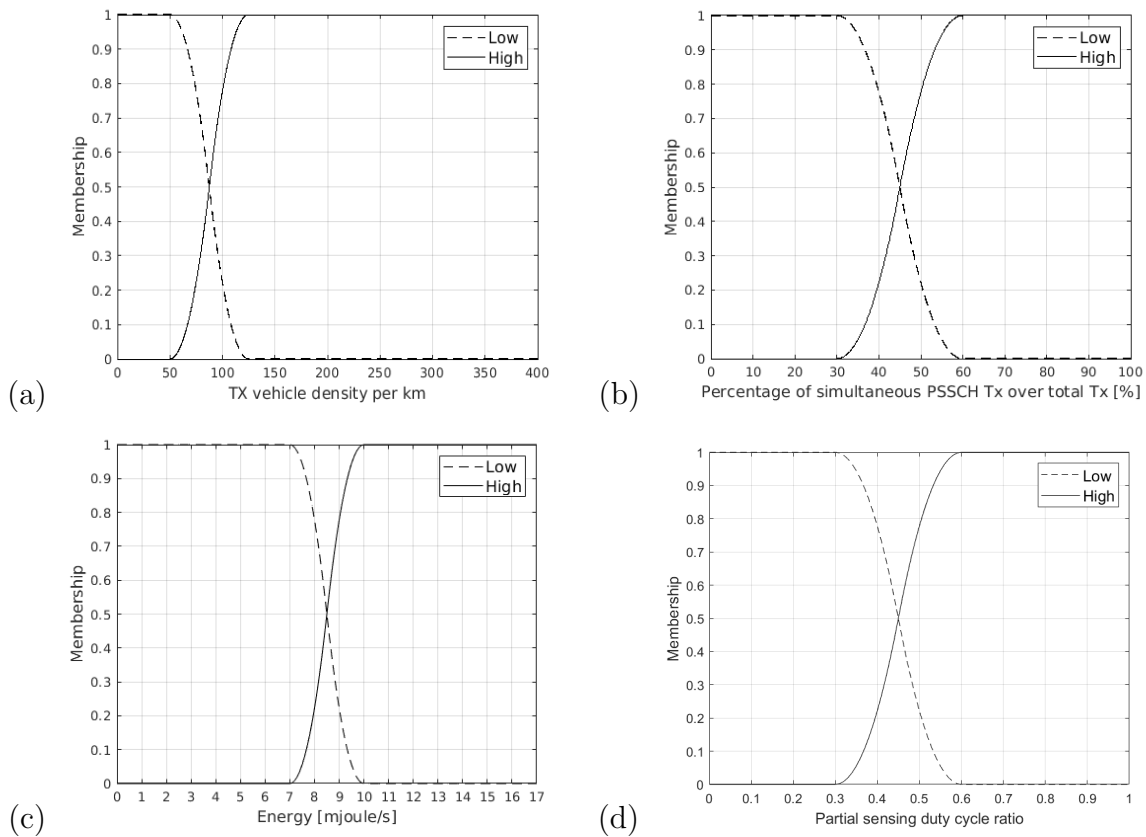 1
0.9
0.8
0.7
0.6
0.5
0.4
0.3
0.2
0.1
0
Membership
Low
High
0 50 100 150 200 250 300 350 400
TX vehicle density per km
(a)
1
0.9
0.8
0.7
0.6
0.5
0.4
0.3
0.2
0.1
0
Membership
Low
High
0 10 20 30 40 50 60 70 80 90 100
Percentage of simultaneous PSSCH Tx over total Tx [%]
(b)
1
0.9
0.8
0.7
0.6
0.5
0.4
0.3
0.2
0.1
0
Membership
Low
High
0 1 2 3 4 5 6 7 8 9 10 11 12 13 14 15 16 17
Energy [mjoule/s]
(c)
1
0.9
0.8
0.7
0.6
0.5
0.4
0.3
0.2
0.1
0
Membership
Low
High
0 0.1 0.2 0.3 0.4 0.5 0.6 0.7 0.8 0.9 1
Partial sensing duty cycle ratio
(d)